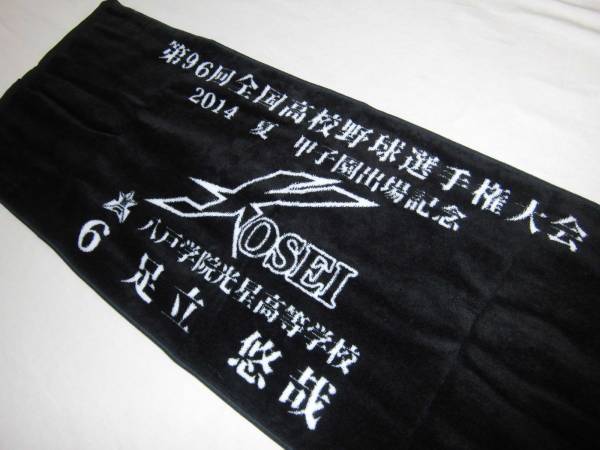 第96回全国高校野球選手権大会
2014 夏 甲子園出場記念
KOSEI
八戸学院光星高等学校
6 足立 悠哉